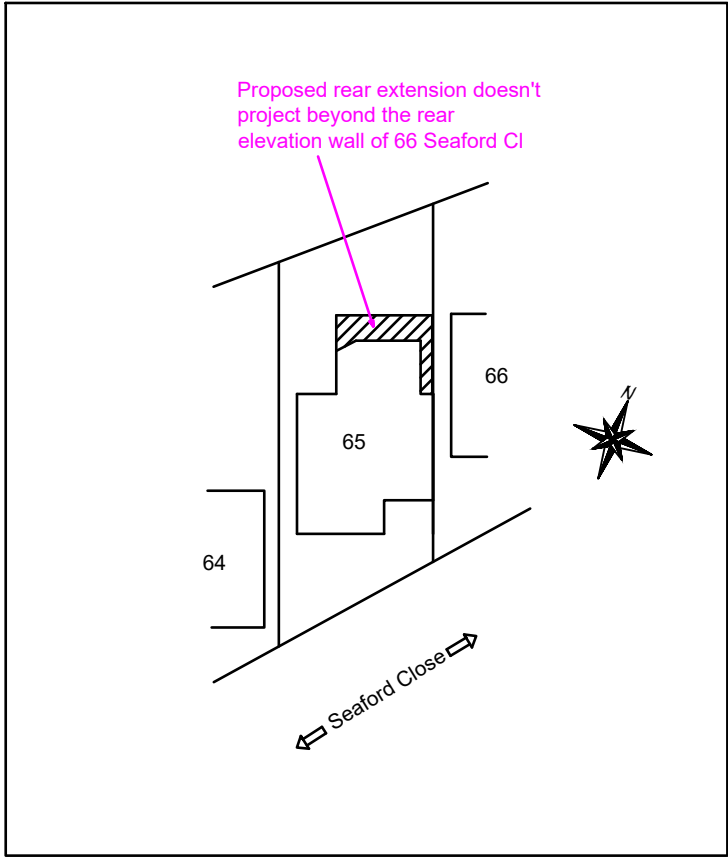 Proposed rear extension doesn't
project beyond the rear
elevation wall of 66 Seaford Cl
N
66
65
64
Seaford Close